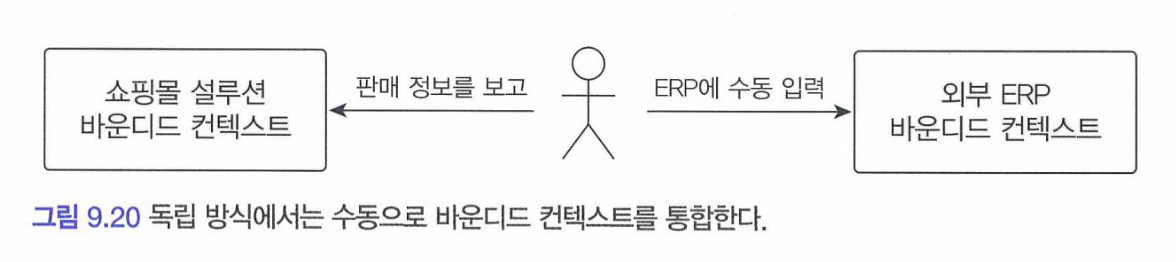 쇼핑몰 설루션
바운디드 컨텍스트
판매 정보를 보고
ERP에 수동 입력
외부 ERP
바운디드 컨텍스트
그림 9.20 독립 방식에서는 수동으로 바운디드 컨텍스트를 통합한다.